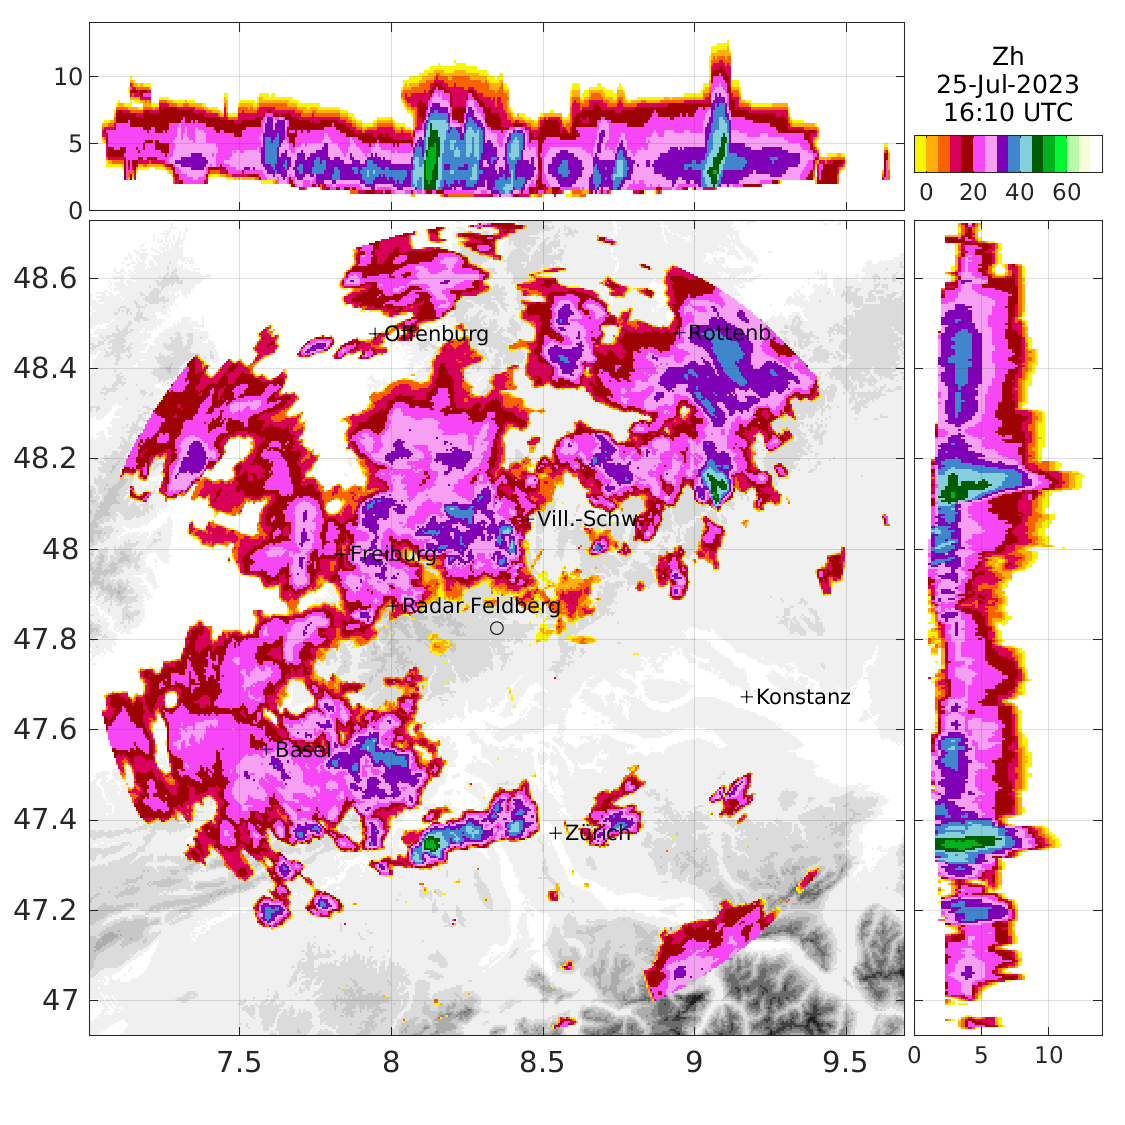 10
5
0
Zh
25-Jul-2023
16:10 UTC
0 20 40 60
48.6
48.4
48.2
48
47.8
47.6
47.4
47.2
47
+Offenburg
+Rottenb
+Vill.-Schw.
+Freiburg
+Radar Feldberg
+Konstanz
+Basel
+Zürich
7.5 8 8.5 9 9.5
0 5 10